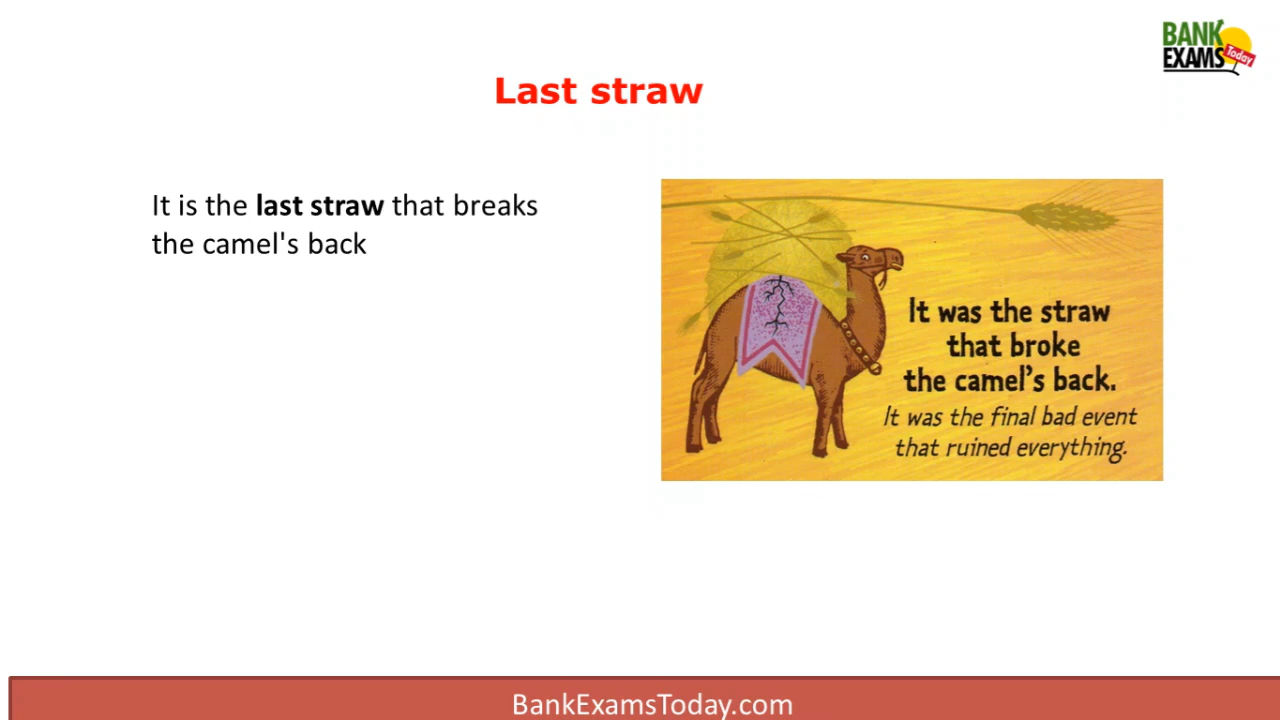 BANK
EXAMS Today
Last straw
It is the last straw that breaks
the camel's back
It was the straw
that broke
the camel's back.
It was the final bad event
that ruined everything.
BankExamsToday.com